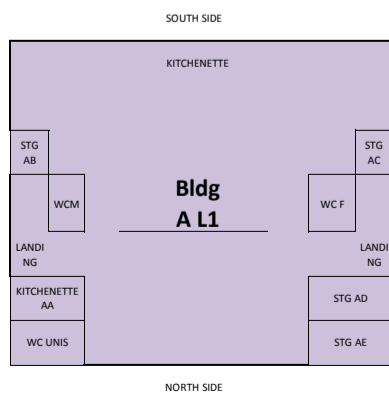 SOUTH SIDE
KITCHENETTE
STG
AB
STG
AC
WCM
Bldg
A L1
WC F
LANDI
NG
LANDI
NG
KITCHENETTE
AA
STG AD
WC UNIS
STG AE
NORTH SIDE